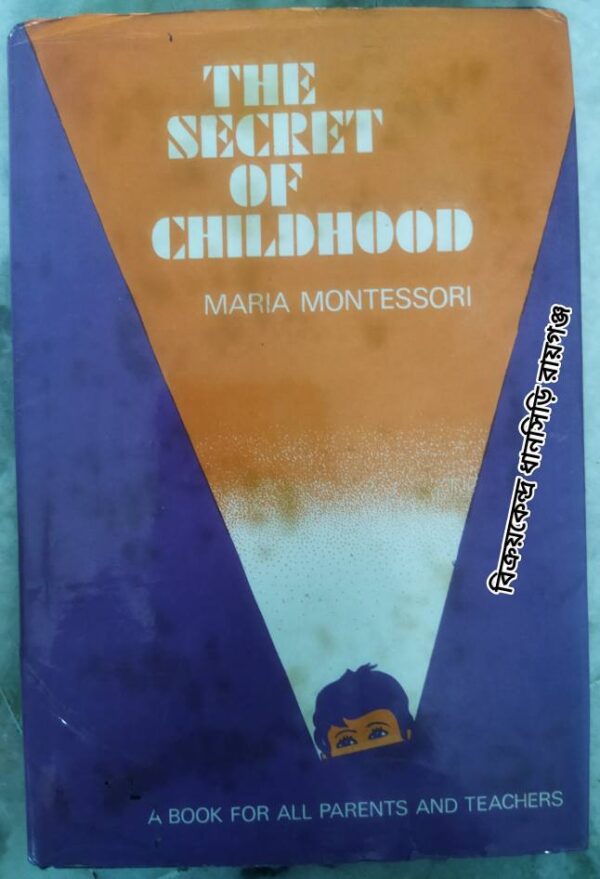 THE
SECRET
OF
CHILDHOOD
MARIA MONTESSORI
বিক্রয়কেন্দ্র ধানসিড়ি রায়গঞ্জ
A BOOK FOR ALL PARENTS AND TEACHERS